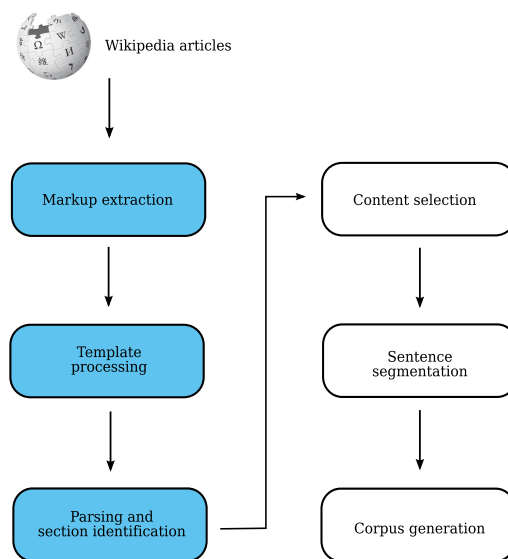 Wikipedia articles
Markup extraction
Template
processing
Parsing and
section identification
Content selection
Sentence
segmentation
Corpus generation